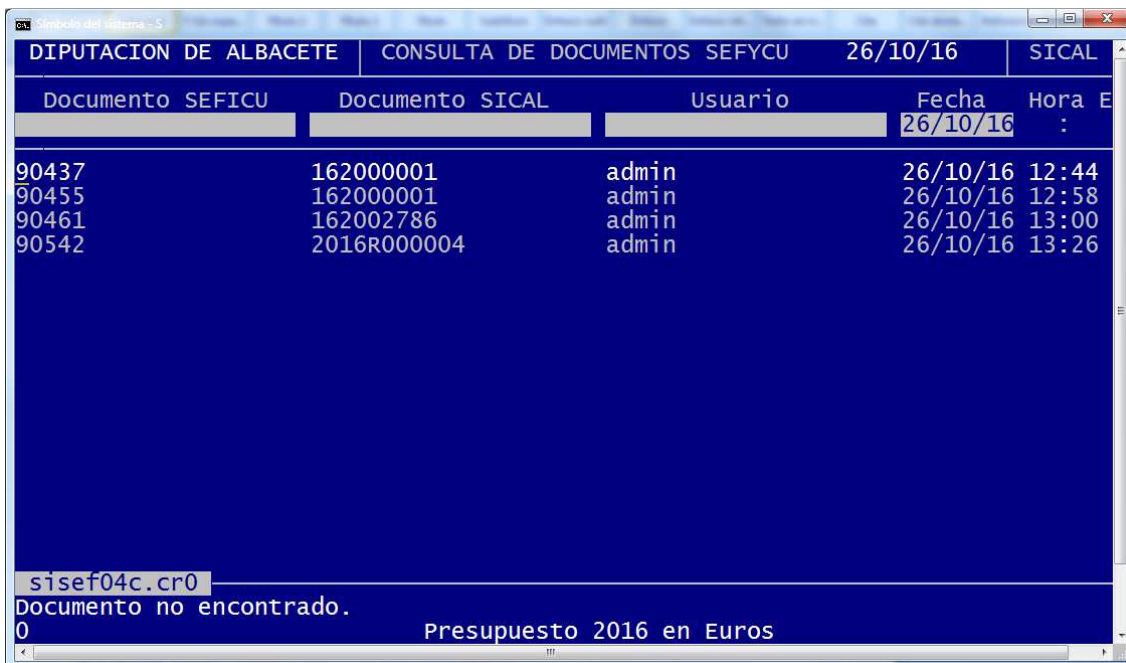 Símbolo del sistema - S
DIPUTACION DE ALBACETE CONSULTA DE DOCUMENTOS SEFYCU 26/10/16 SICAL
Documento SEFICU Documento SICAL Usuario Fecha Hora E
26/10/16 :
90437 162000001 admin 26/10/16 12:44
90455 162000001 admin 26/10/16 12:58
90461 162002786 admin 26/10/16 13:00
90542 2016R000004 admin 26/10/16 13:26
sisef04c.cr0
Documento no encontrado.
0 Presupuesto 2016 en Euros